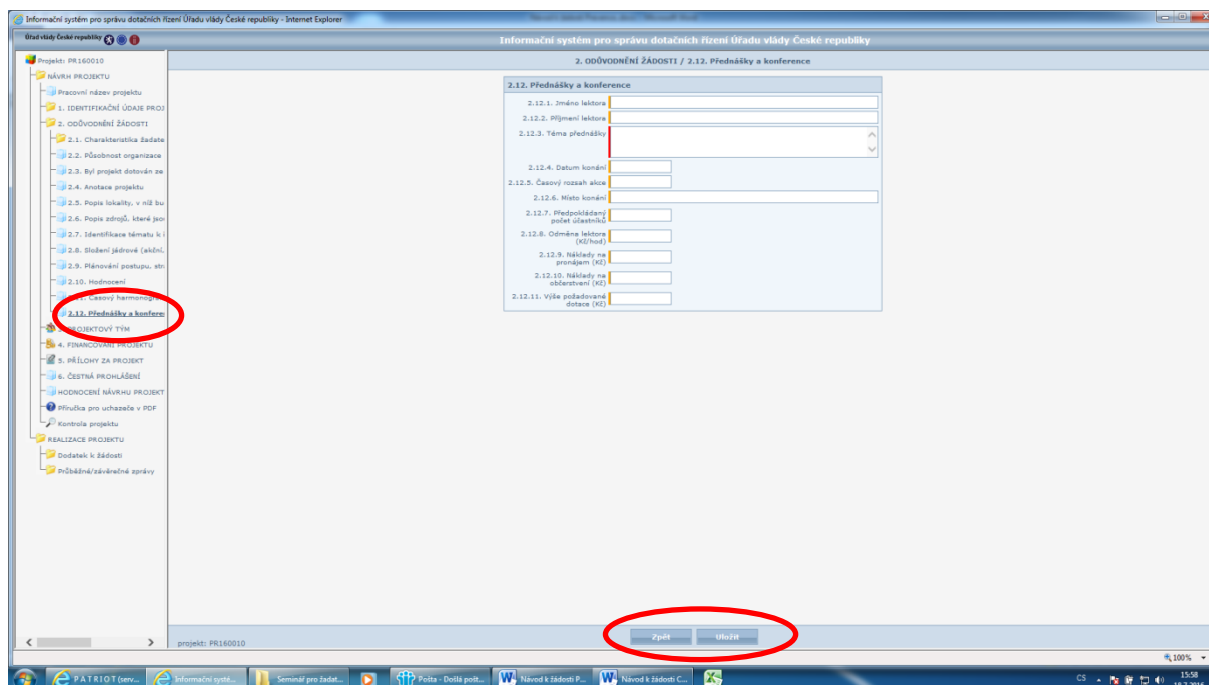 Informační systém pro správu dotačních řízení Úřadu vlády České republiky - Internet Explorer
Úřad vlády České republiky
Informační systém pro správu dotačních řízení Úřadu vlády České republiky
Projekt: PR160010
2. ODŮVODNĚNÍ ŽÁDOSTI / 2.12. Přednášky a konference
NÁVRH PROJEKTU
Pracovní název projektu
1. IDENTIFIKAČNÍ ÚDAJE PROJ
2. ODŮVODNĚNÍ ŽÁDOSTI
2.1. Charakteristika žadate
2.2. Působnost organizace
2.3. Byl projekt dotován ze
2.4. Anotace projektu
2.5. Popis lokality, v níž bu
2.6. Popis zdrojů, které jsou
2.7. Identifikace tématu k i
2.8. Složení jádrové (akční,
2.9. Plánování postupu, str
2.10. Hodnocení
Časový harmonogra
2.12. Přednášky a konferen
PROJEKTOVÝ TÝM
4. FINANCOVÁNÍ PROJEKTU
5. PŘÍLOHY ZA PROJEKT
6. ČESTNÁ PROHLÁŠENÍ
HODNOCENÍ NÁVRHU PROJEKT
Příručka pro uchazeče v PDF
Kontrola projektu
REALIZACE PROJEKTU
Dodatek k žádosti
Průběžné/závěrečné zprávy
2.12. Přednášky a konference
2.12.1. Jméno lektora
2.12.2. Příjmení lektora
2.12.3. Téma přednášky
2.12.4. Datum konání
2.12.5. Časový rozsah akce
2.12.6. Místo konání
2.12.7. Předpokládaný
počet účastníků
2.12.8. Odměna lektora
(Kč/hod)
2.12.9. Náklady na
pronájem (Kč)
2.12.10. Náklady na
občerstvení (Kč)
2.12.11. Výše požadované
dotace (Kč)
projekt: PR160010
Zpět
Uložit
100%
PATRIOT (serv...
Informační systé...
Seminář pro žadat...
Pošta - Došlá pošt...
Návod k žádosti P...
Návod k žádosti C...
CS
15:58
18.7.2016